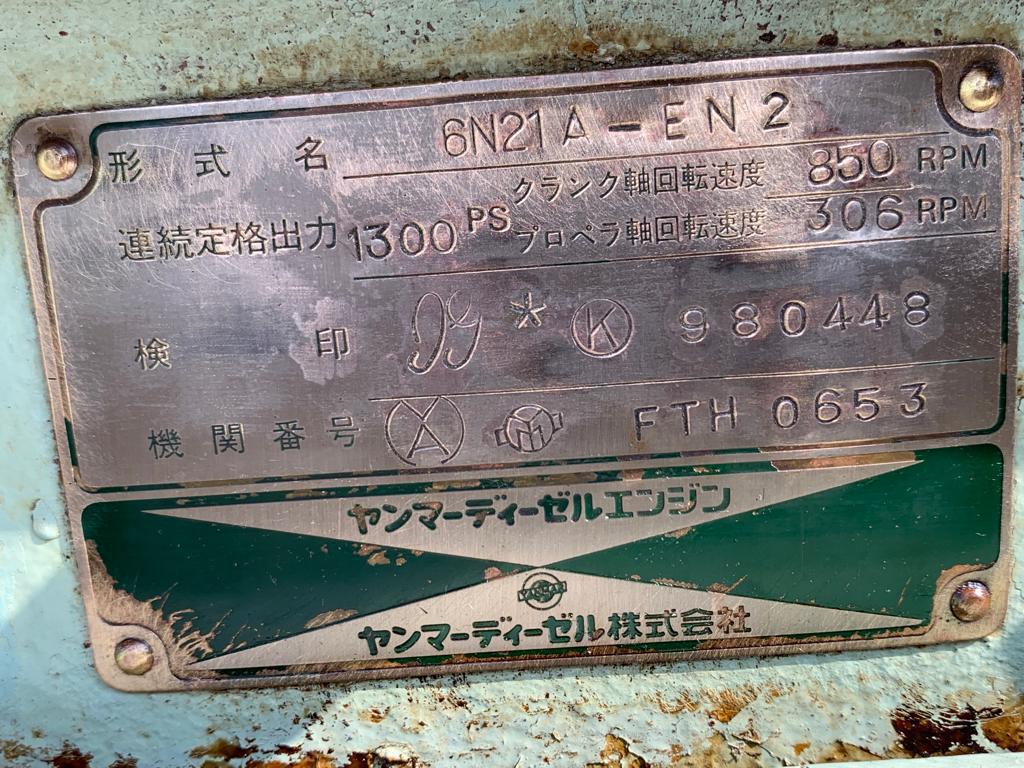 形式名 6N21A-EN2
クランク軸回転速度 850 RPM
連続定格出力 1300 PS
プロペラ軸回転速度 306 RPM
検印 K 980448
機関番号 FTH 0653
ヤンマーディーゼルエンジン
ヤンマーディーゼル株式会社